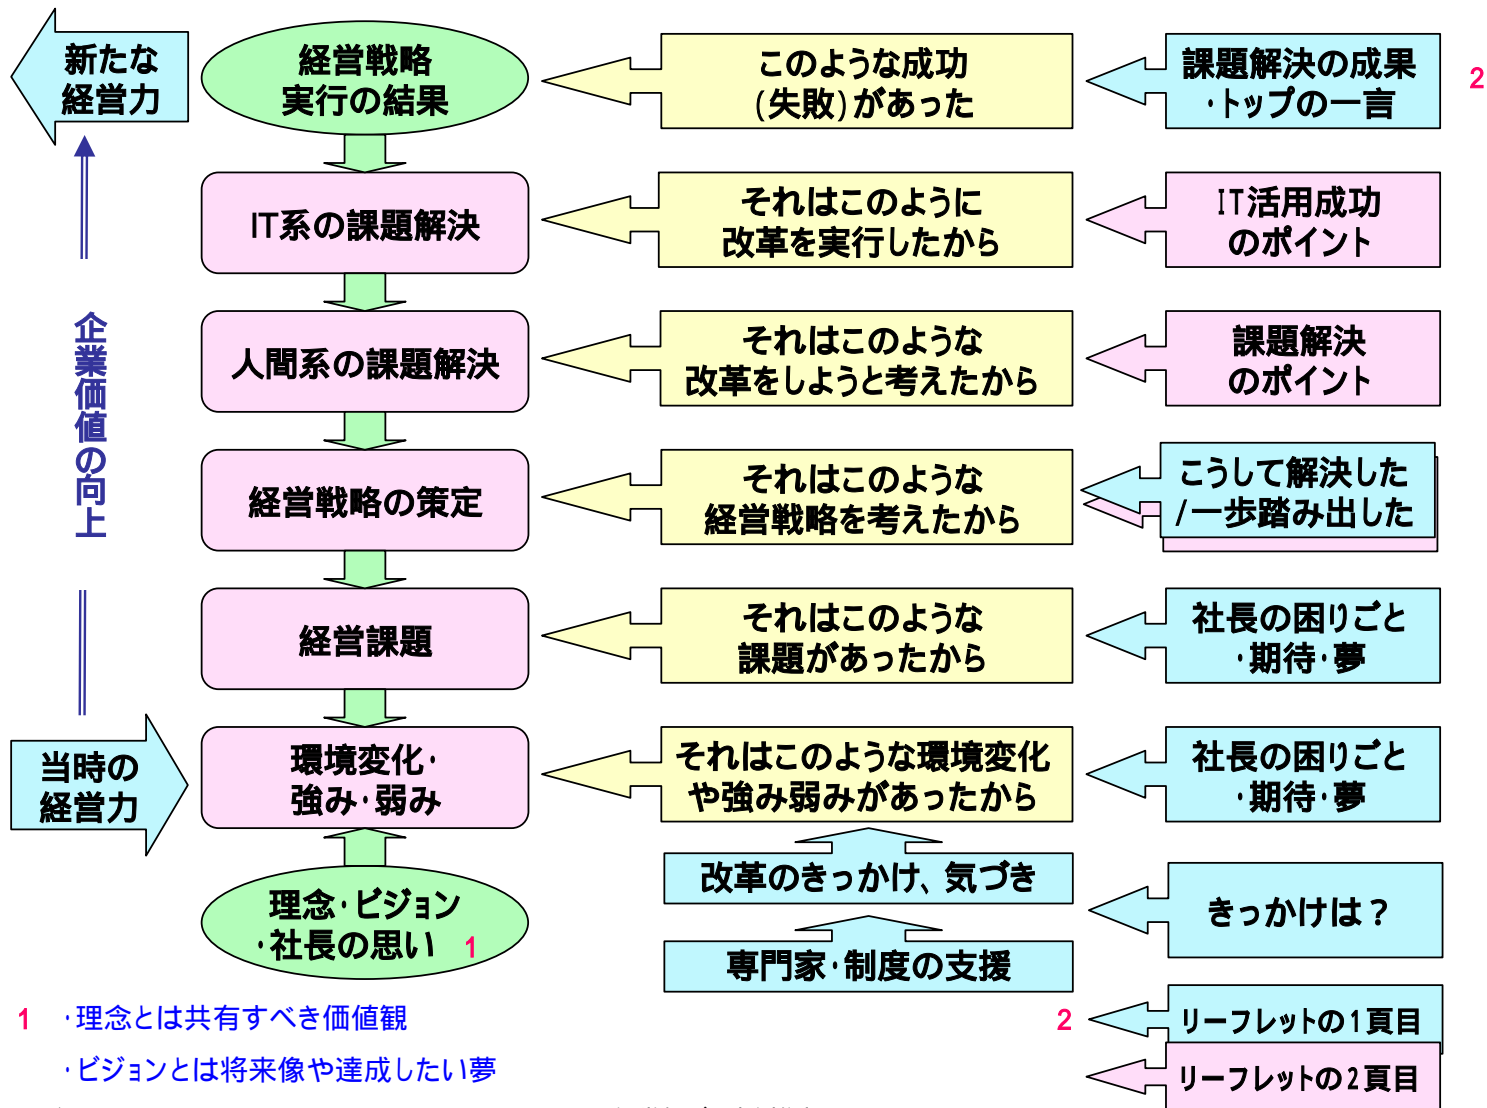 新たな
経営力
経営戦略
実行の結果
このような成功
(失敗)があった
課題解決の成果
・トップの一言
2
IT系の課題解決
それはこのように
改革を実行したから
IT活用成功
のポイント
人間系の課題解決
それはこのような
改革をしようと考えたから
課題解決
のポイント
企業価値の向上
経営戦略の策定
それはこのような
経営戦略を考えたから
こうして解決した
/一歩踏み出した
経営課題
それはこのような
課題があったから
社長の困りごと
・期待・夢
当時の
経営力
環境変化・
強み・弱み
それはこのような環境変化
や強み弱みがあったから
社長の困りごと
・期待・夢
改革のきっかけ、気づき
きっかけは？
理念・ビジョン
・社長の思い 1
専門家・制度の支援
1 ・理念とは共有すべき価値観
・ビジョンとは将来像や達成したい夢
2
リーフレットの1頁目
リーフレットの2頁目